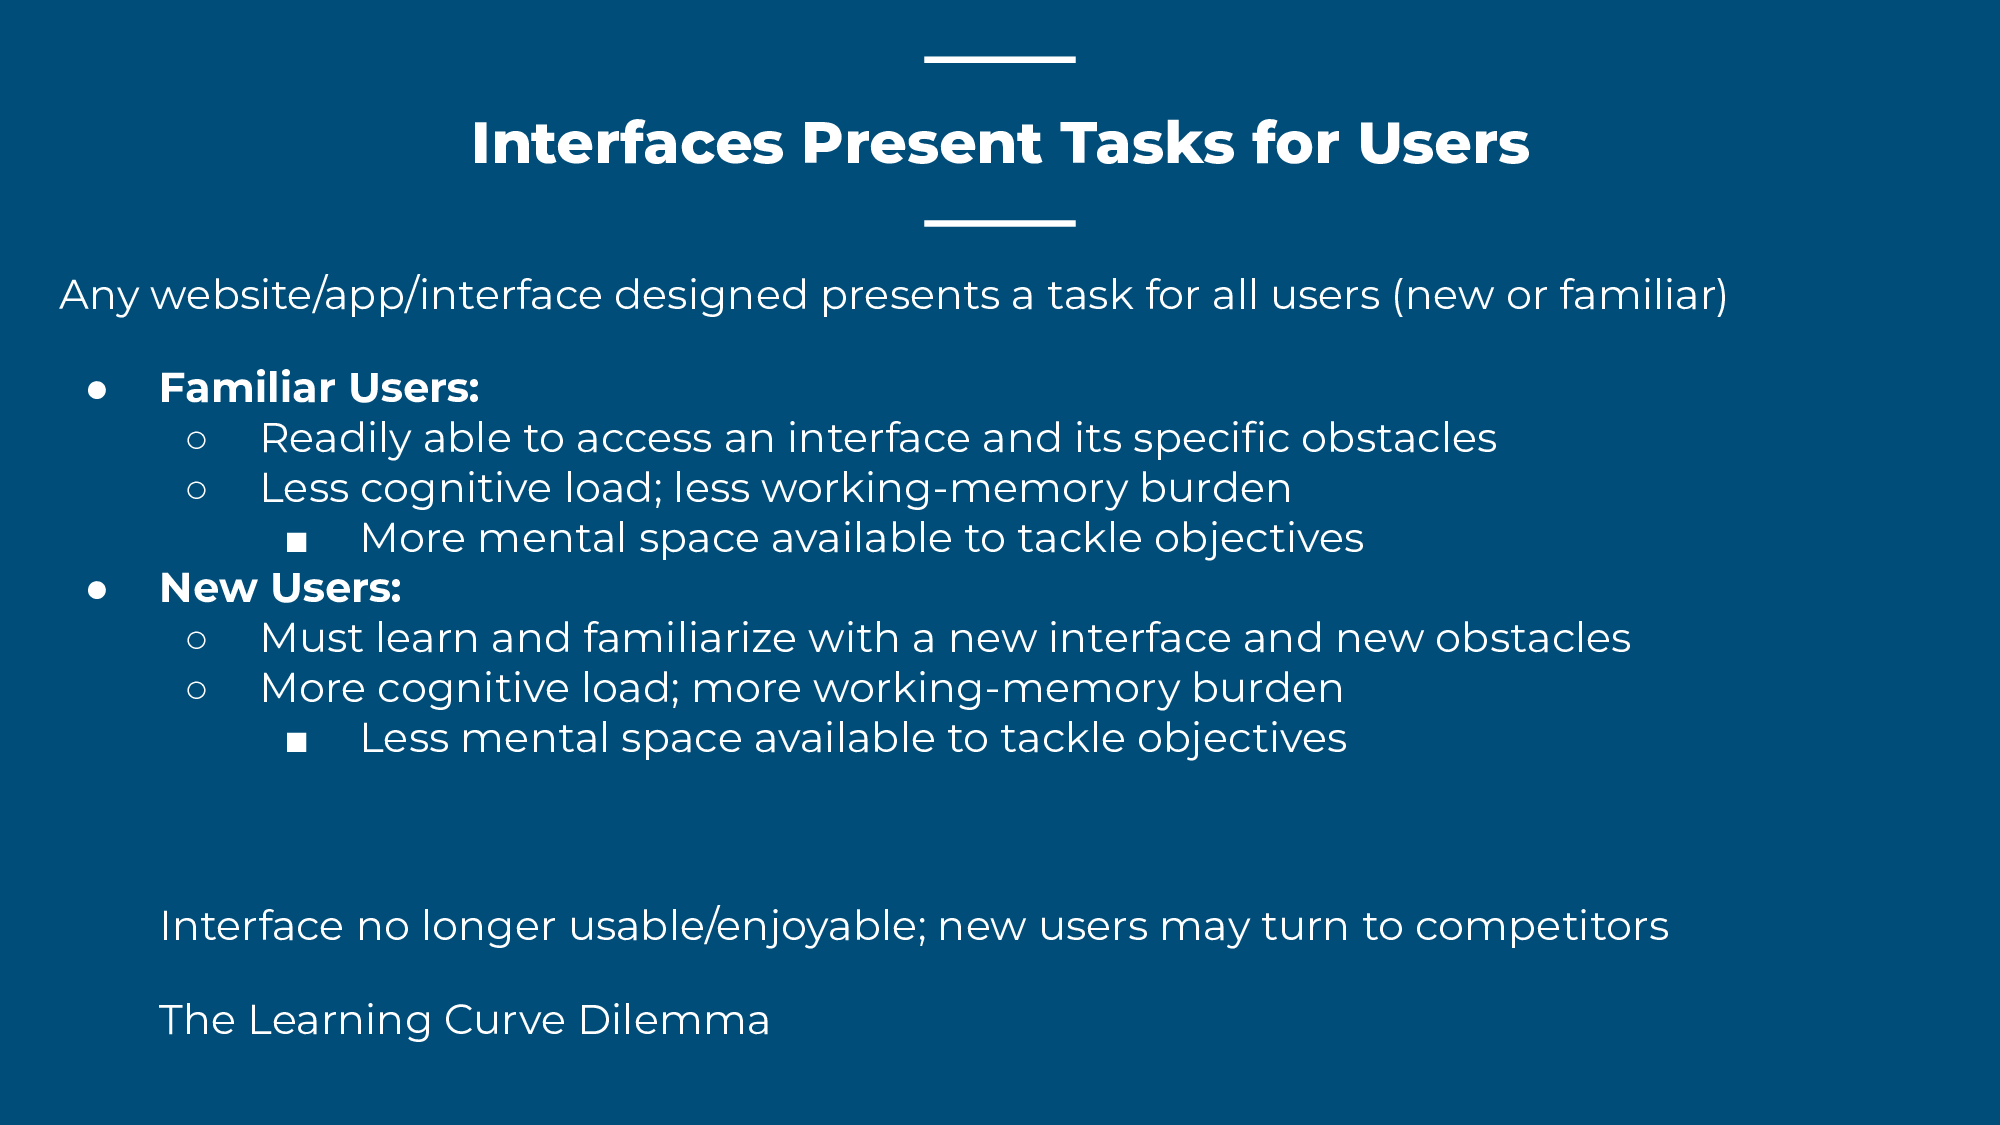 Interfaces Present Tasks for Users
Any website/app/interface designed presents a task for all users (new or familiar)
● Familiar Users:
○ Readily able to access an interface and its specific obstacles
○ Less cognitive load; less working-memory burden
■ More mental space available to tackle objectives
● New Users:
○ Must learn and familiarize with a new interface and new obstacles
○ More cognitive load; more working-memory burden
■ Less mental space available to tackle objectives
Interface no longer usable/enjoyable; new users may turn to competitors
The Learning Curve Dilemma